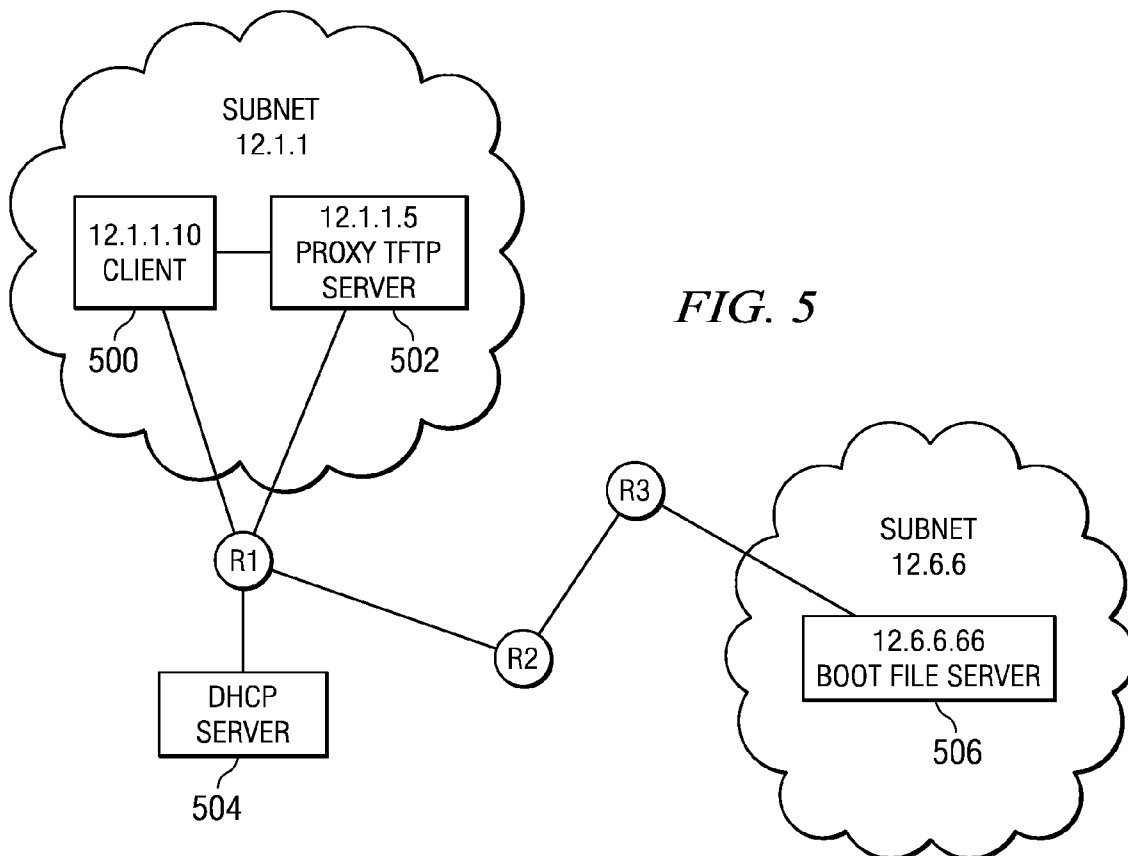 SUBNET
12.1.1
12.1.1.10
CLIENT
12.1.1.5
PROXY TFTP
SERVER
500
502
FIG. 5
R1
R2
R3
DHCP
SERVER
504
SUBNET
12.6.6
12.6.6.66
BOOT FILE SERVER
506